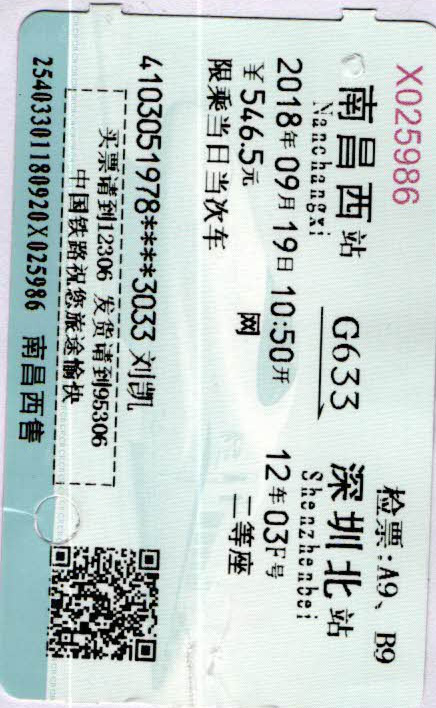 X025986
检票:A9、B9
南昌西站 G633 深圳北站
Nanchangxi Shenzhenbei
2018年09月19日10:50开 12车03F号
￥546.5元 网 二等座
限乘当日当次车
4103051978****3033 刘凯
买票请到12306 发货请到95306
中国铁路祝您旅途愉快
25403301180920X025986 南昌西售